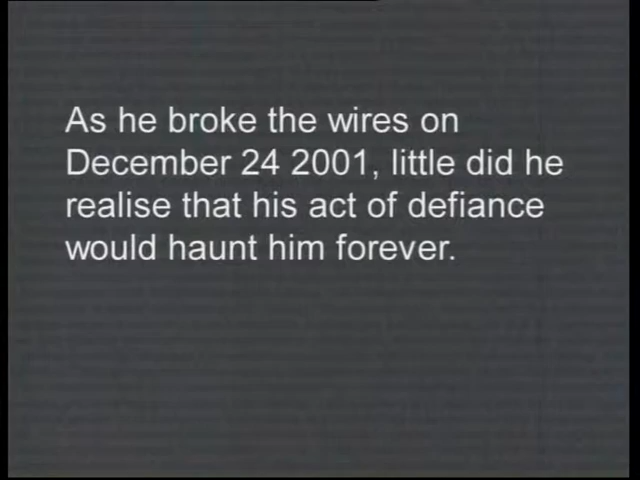 As he broke the wires on
December 24 2001, little did he
realise that his act of defiance
would haunt him forever.